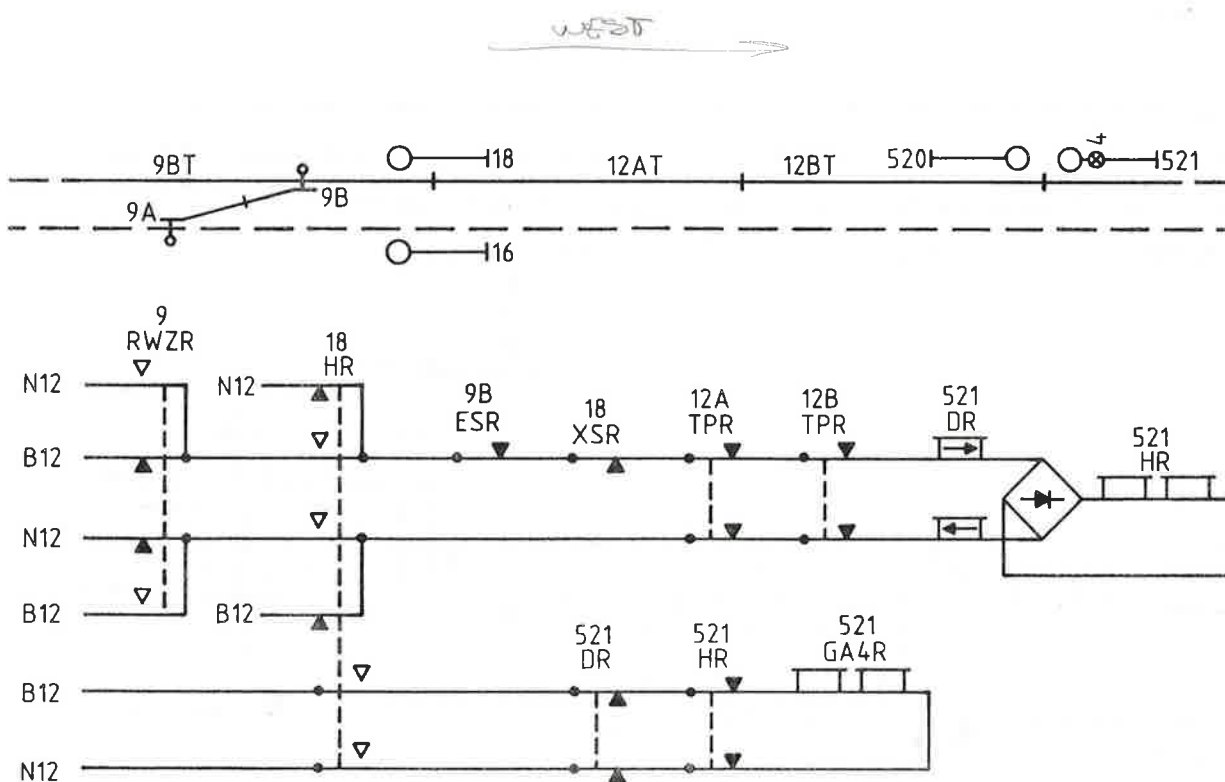 WEST
9BT 18 12AT 12BT 520 4 521
9A 9B
16
9 RWZR
18 HR
N12 N12
9B ESR
18 XSR
12A TPR
12B TPR
521 DR
521 HR
B12
N12
B12 B12
521 DR
521 HR
521 GA4R
B12
N12